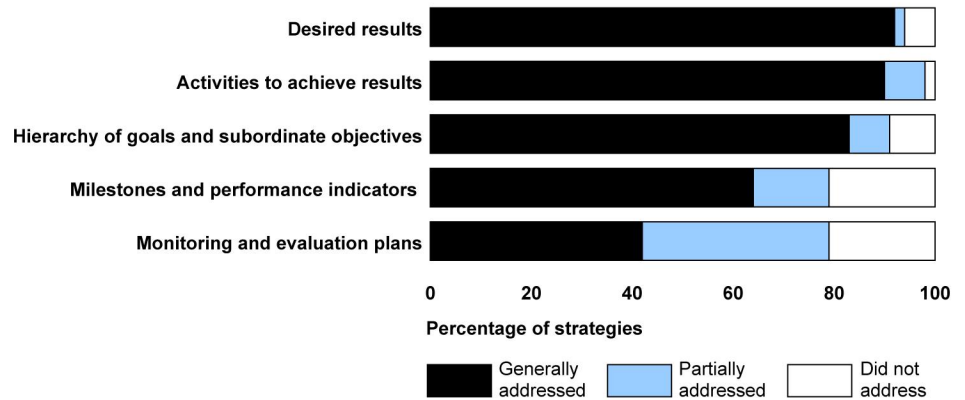 Desired results
Activities to achieve results
Hierarchy of goals and subordinate objectives
Milestones and performance indicators
Monitoring and evaluation plans
0 20 40 60 80 100
Percentage of strategies
Generally addressed
Partially addressed
Did not address